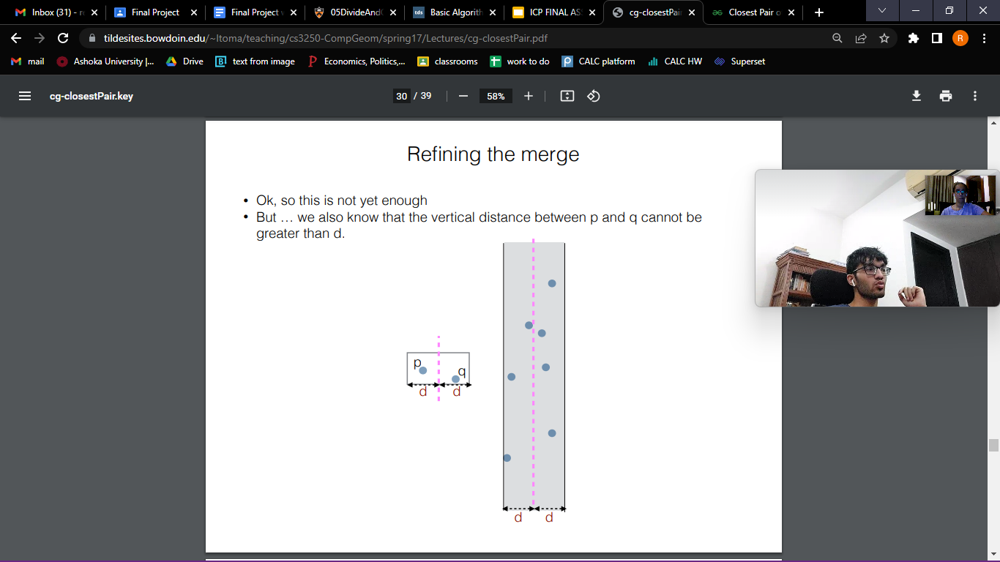 Inbox (31) - r
Final Project
Final Project
05DivideAnd
Basic Algorith
ICP FINAL AS
cg-closestPair
Closest Pair o
tildesites.bowdoin.edu/~ltoma/teaching/cs3250-CompGeom/spring17/Lectures/cg-closestPair.pdf
R
mail
Ashoka University |...
Drive
text from image
Economics, Politics,...
classrooms
work to do
CALC platform
CALC HW
Superset
cg-closestPair.key
30 / 39
58%
Refining the merge
• Ok, so this is not yet enough
• But … we also know that the vertical distance between p and q cannot be
greater than d.
p
q
d d
d d